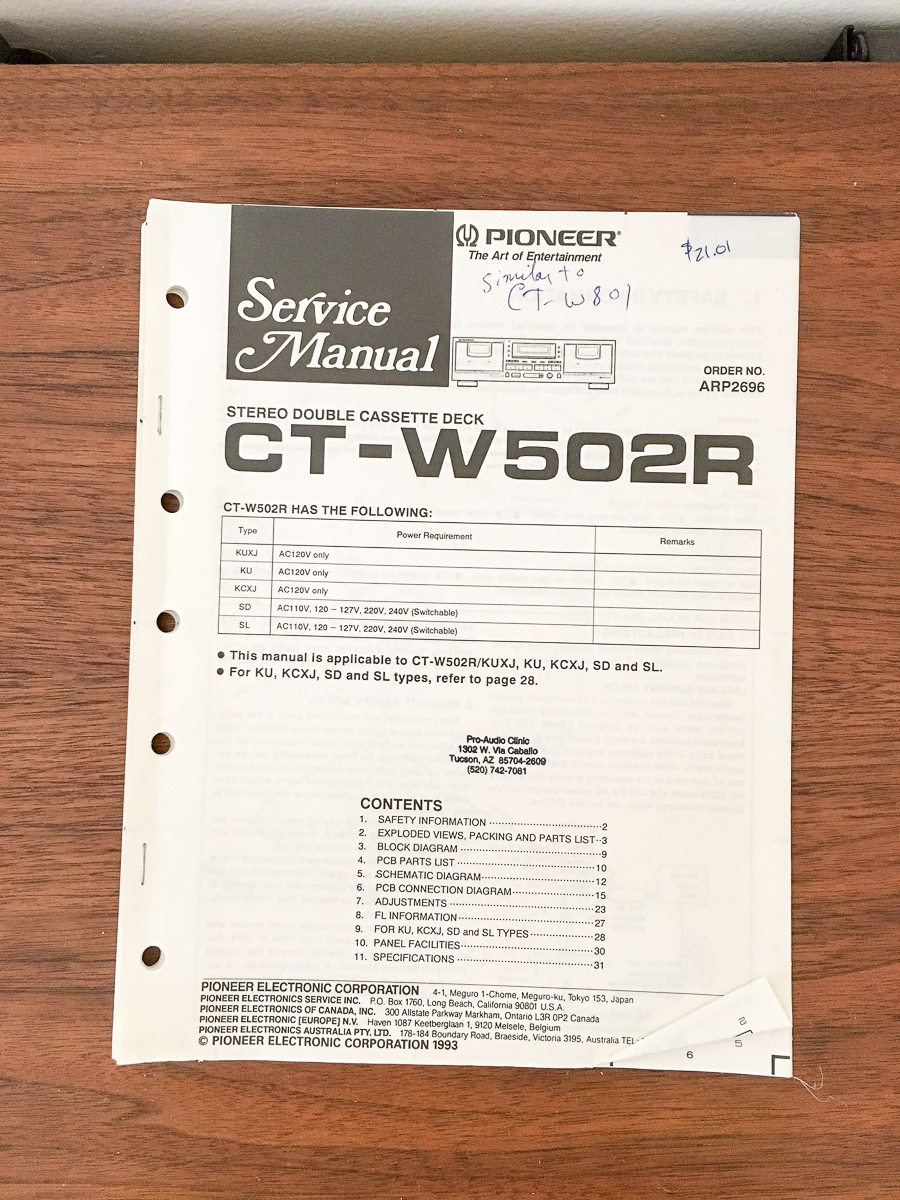 PIONEER®
The Art of Entertainment
$21.01
Similar to
CT-W801
Service
Manual
ORDER NO.
ARP2696
STEREO DOUBLE CASSETTE DECK
CT-W502R
CT-W502R HAS THE FOLLOWING:
Type Power Requirement Remarks
KUXJ AC120V only
KU AC120V only
KCXJ AC120V only
SD AC110V, 120 – 127V, 220V, 240V (Switchable)
SL AC110V, 120 – 127V, 220V, 240V (Switchable)
● This manual is applicable to CT-W502R/KUXJ, KU, KCXJ, SD and SL.
● For KU, KCXJ, SD and SL types, refer to page 28.
Pro-Audio Clinic
1302 W. Via Caballo
Tucson, AZ 85704-2609
(520) 742-7081
CONTENTS
1. SAFETY INFORMATION 2
2. EXPLODED VIEWS, PACKING AND PARTS LIST 3
3. BLOCK DIAGRAM 9
4. PCB PARTS LIST 10
5. SCHEMATIC DIAGRAM 12
6. PCB CONNECTION DIAGRAM 15
7. ADJUSTMENTS 23
8. FL INFORMATION 27
9. FOR KU, KCXJ, SD and SL TYPES 28
10. PANEL FACILITIES 30
11. SPECIFICATIONS 31
PIONEER ELECTRONIC CORPORATION 4-1, Meguro 1-Chome, Meguro-ku, Tokyo 153, Japan
PIONEER ELECTRONICS SERVICE INC. P.O. Box 1760, Long Beach, California 90801 U.S.A.
PIONEER ELECTRONICS OF CANADA, INC. 300 Allstate Parkway Markham, Ontario L3R 0P2 Canada
PIONEER ELECTRONIC [EUROPE] N.V. Haven 1087 Keetberglaan 1, 9120 Melsele, Belgium
PIONEER ELECTRONICS AUSTRALIA PTY. LTD. 178-184 Boundary Road, Braeside, Victoria 3195, Australia TEL
© PIONEER ELECTRONIC CORPORATION 1993
5
6